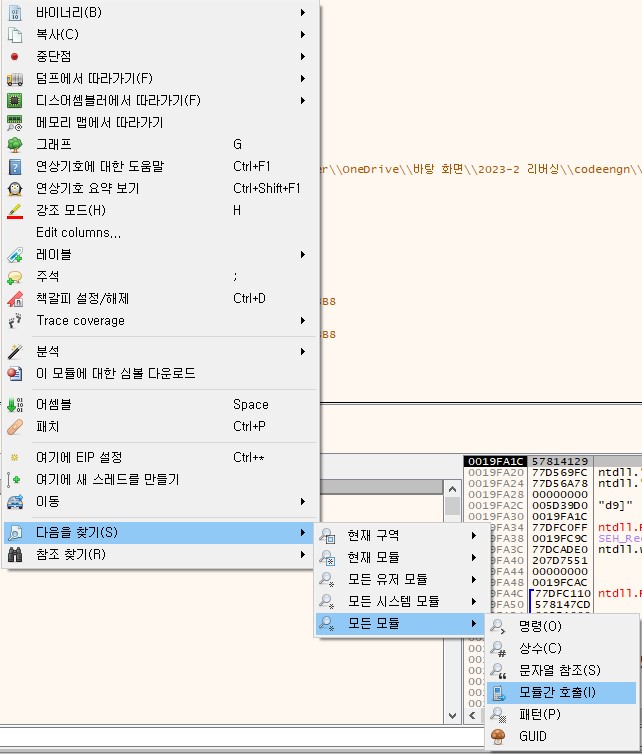 바이너리(B)
복사(C)
중단점
덤프에서 따라가기(F)
디스어셈블러에서 따라가기(F)
메모리 맵에서 따라가기
그래프 G
연상기호에 대한 도움말 Ctrl+F1
연상기호 요약 보기 Ctrl+Shift+F1
강조 모드(H) H
Edit columns...
레이블
주석 ;
책갈피 설정/해제 Ctrl+D
Trace coverage
분석
이 모듈에 대한 심볼 다운로드
어셈블 Space
패치 Ctrl+P
여기에 EIP 설정 Ctrl+*
여기에 새 스레드를 만들기
이동
다음을 찾기(S)
참조 찾기(R)
현재 구역
현재 모듈
모든 유저 모듈
모든 시스템 모듈
모든 모듈
명령(O)
상수(C)
문자열 참조(S)
모듈간 호출(I)
패턴(P)
GUID
er\\OneDrive\\바탕 화면\\2023-2 리버싱\\codeengn\\
B8
B8
0019FA1C 57814129
0019FA20 77D569FC ntdll.
0019FA24 77D56A78 ntdll.
0019FA28 00000000
0019FA2C 005D39D0 "d9]"
0019FA30 0019FA1C
0019FA34 77DFC0FF ntdll.
0019FA38 0019FC9C SEH_Rec
0019FA3C 77DCADE0 ntdll.
0019FA40 207D7551
0019FA44 00000000
0019FA48 0019FCAC
0019FA4C 77DFC110 ntdll.
0019FA50 578147CD